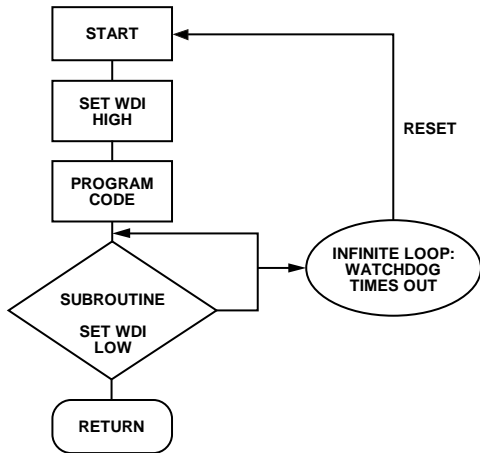 START
SET WDI
HIGH
RESET
PROGRAM
CODE
INFINITE LOOP:
WATCHDOG
TIMES OUT
SUBROUTINE
SET WDI
LOW
RETURN